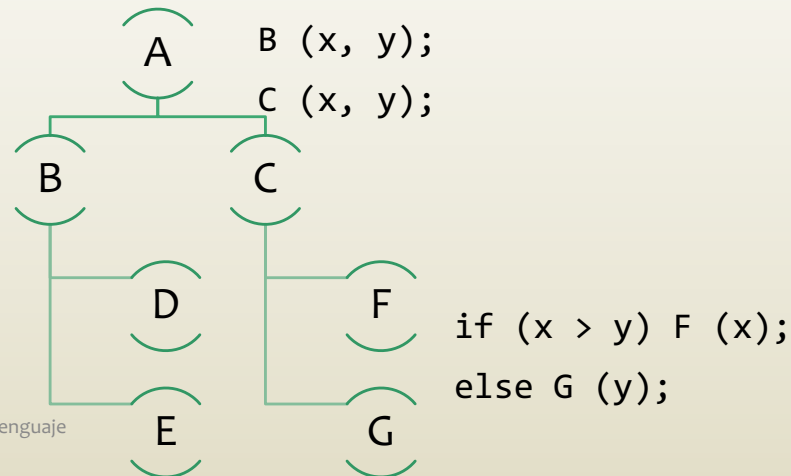 A
B (x, y);
C (x, y);
B
C
D
F
if (x > y) F (x);
else G (y);
E
G